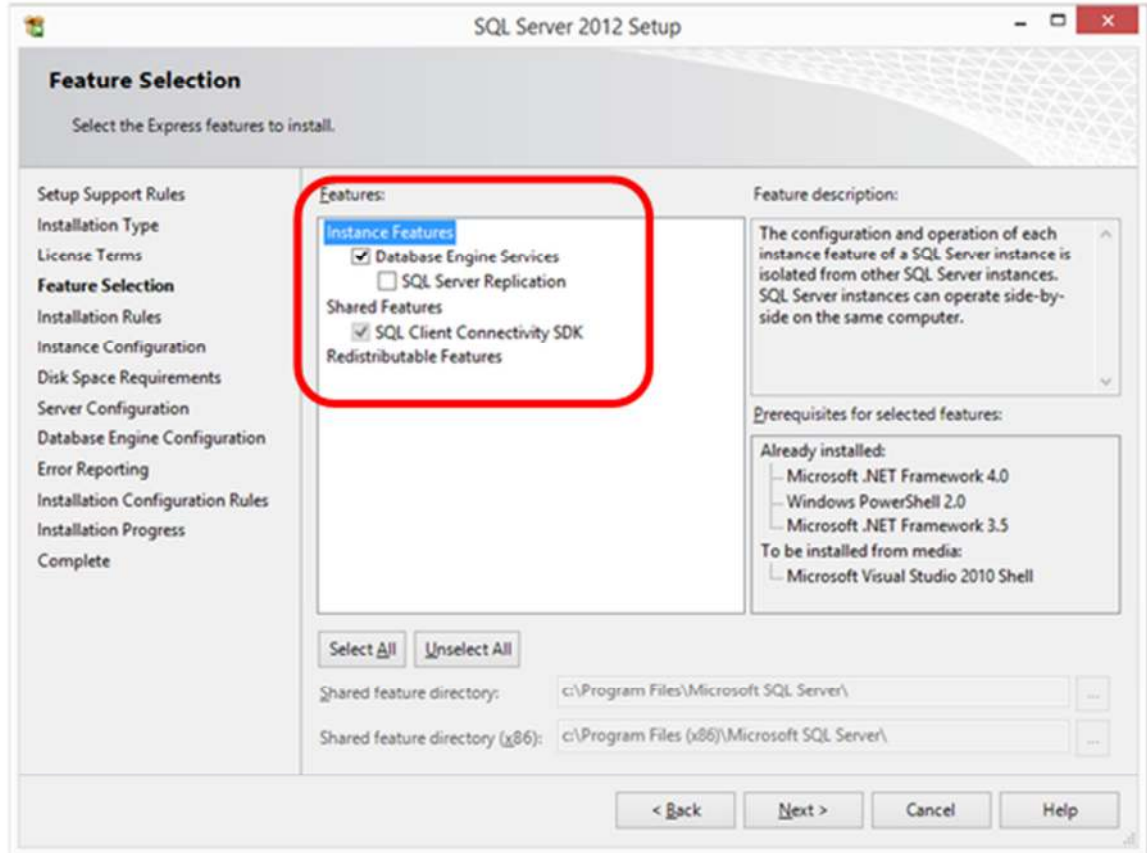 SQL Server 2012 Setup
Feature Selection
Select the Express features to install.
Setup Support Rules
Installation Type
License Terms
Feature Selection
Installation Rules
Instance Configuration
Disk Space Requirements
Server Configuration
Database Engine Configuration
Error Reporting
Installation Configuration Rules
Installation Progress
Complete
Features:
Instance Features
Database Engine Services
SQL Server Replication
Shared Features
SQL Client Connectivity SDK
Redistributable Features
Feature description:
The configuration and operation of each
instance feature of a SQL Server instance is
isolated from other SQL Server instances.
SQL Server instances can operate side-by-
side on the same computer.
Prerequisites for selected features:
Already installed:
Microsoft .NET Framework 4.0
Windows PowerShell 2.0
Microsoft .NET Framework 3.5
To be installed from media:
Microsoft Visual Studio 2010 Shell
Select All
Unselect All
Shared feature directory:
c:\Program Files\Microsoft SQL Server\
...
Shared feature directory (x86):
c:\Program Files (x86)\Microsoft SQL Server\
...
< Back
Next >
Cancel
Help